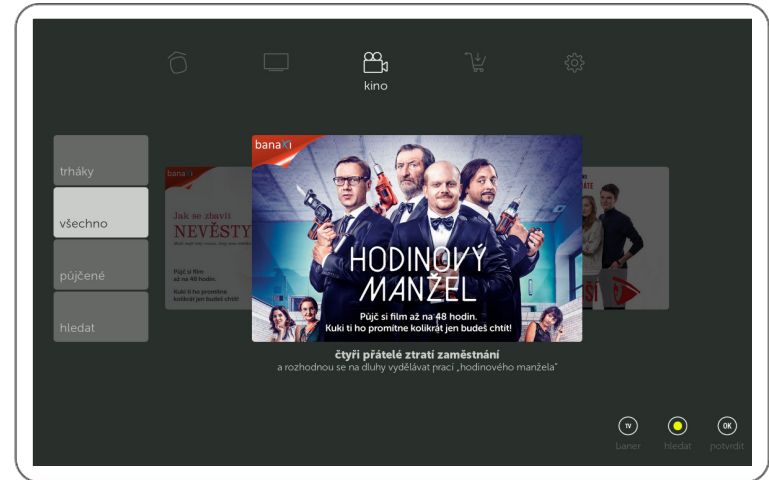 kino
trháky
všechno
půjčené
hledat
banaXi
Jak se zbavit
NEVĚSTY
Půjč si film
až na 48 hodin.
Kuki ti ho promítne
kolikrát jen budeš chtít!
banaXi
HODINOVÝ
MANŽEL
Půjč si film až na 48 hodin.
Kuki ti ho promítne kolikrát jen budeš chtít!
čtyři přátelé ztratí zaměstnání
a rozhodnou se na dluhy vydělávat prací „hodinového manžela“
TV
OK
baner
hledat
potvrdit